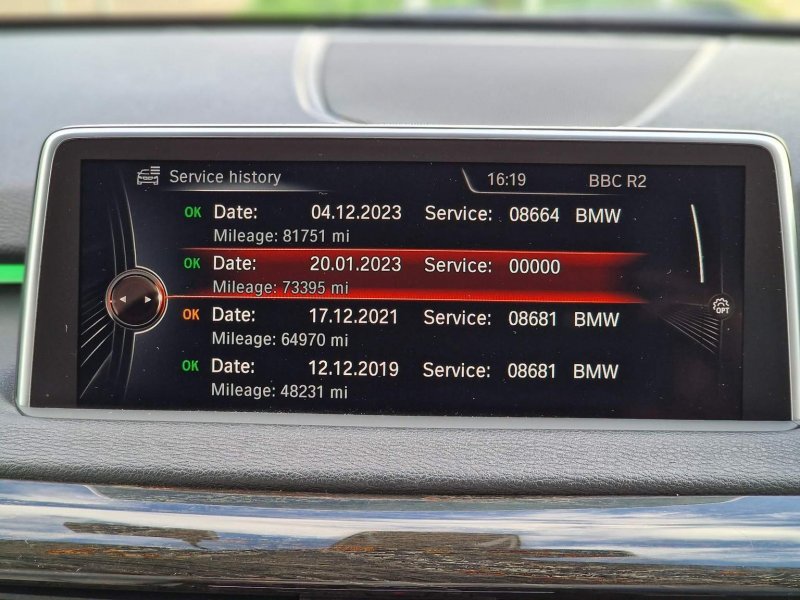 Service history 16:19 BBC R2
OK Date: 04.12.2023 Service: 08664 BMW
Mileage: 81751 mi
OK Date: 20.01.2023 Service: 00000
Mileage: 73395 mi
OK Date: 17.12.2021 Service: 08681 BMW
Mileage: 64970 mi
OK Date: 12.12.2019 Service: 08681 BMW
Mileage: 48231 mi
OPT